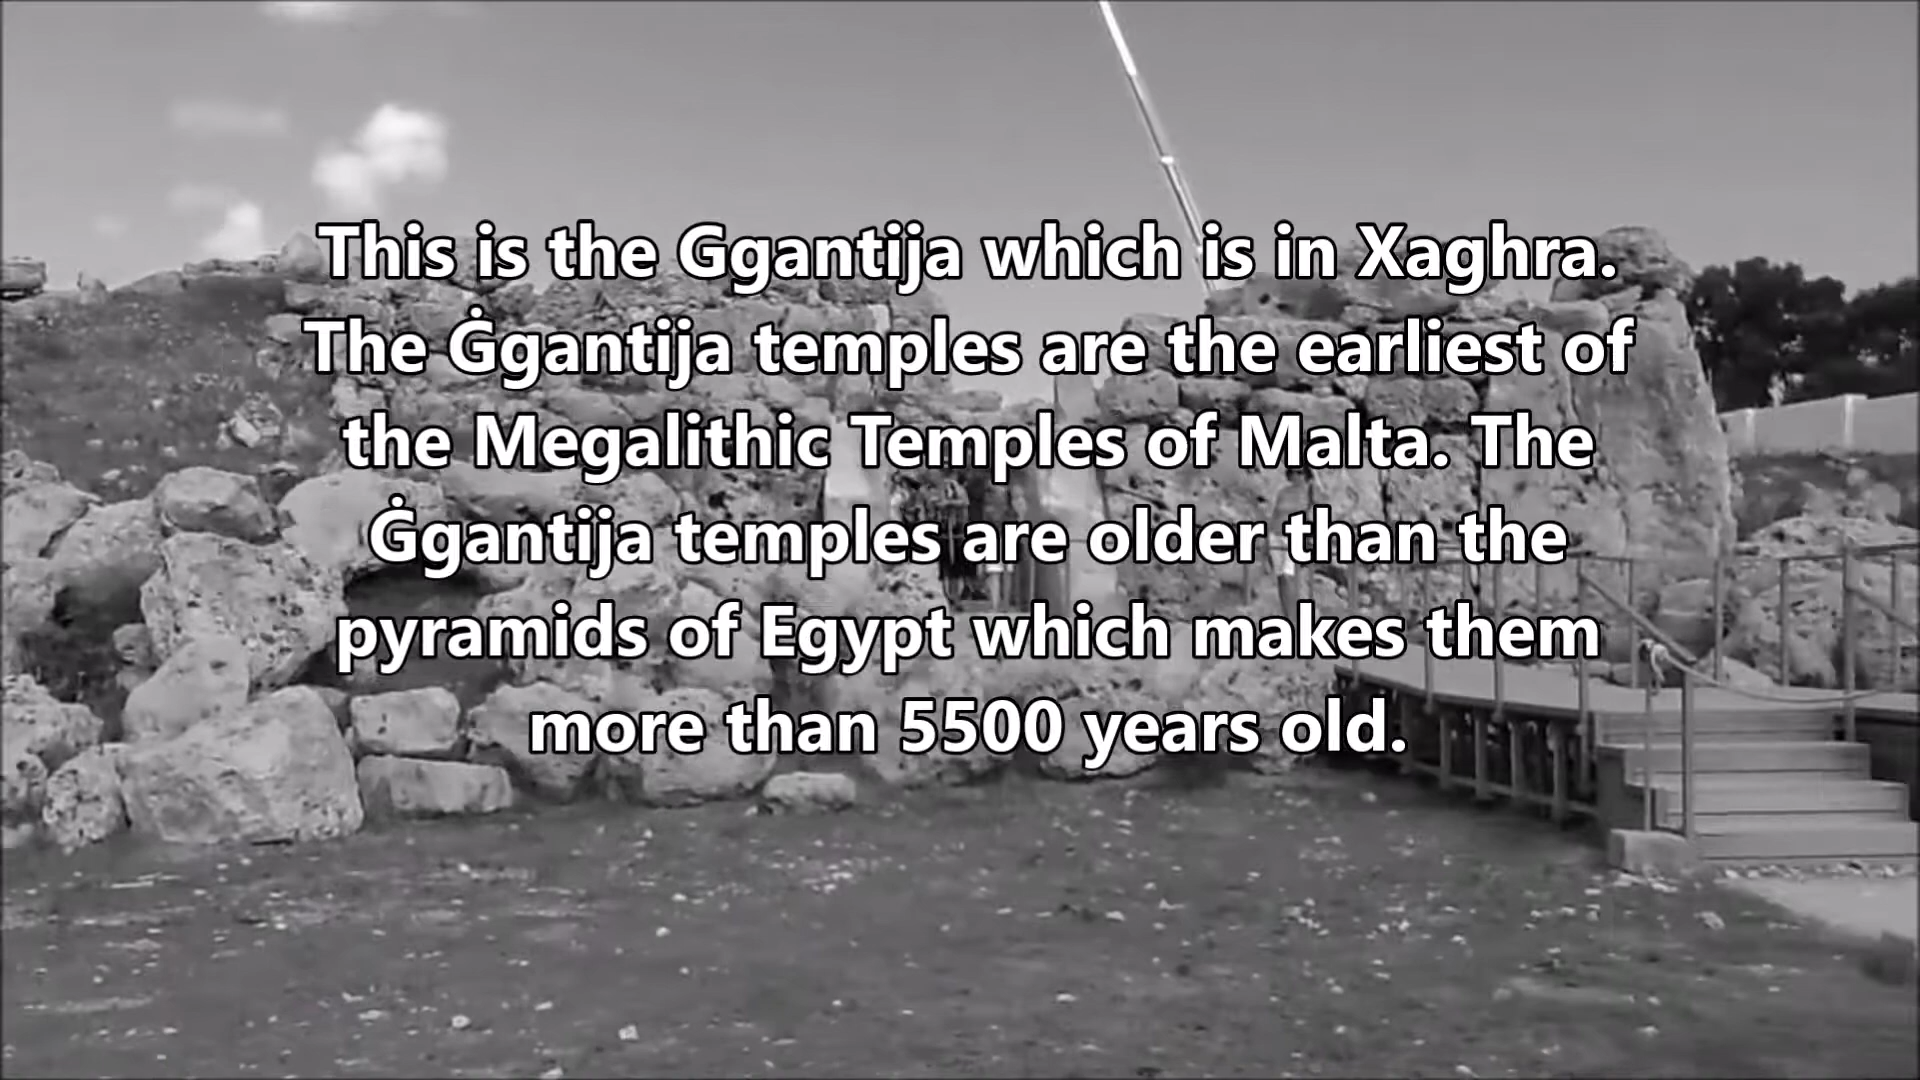 This is the Ggantija which is in Xaghra.
The Ġgantija temples are the earliest of
the Megalithic Temples of Malta. The
Ġgantija temples are older than the
pyramids of Egypt which makes them
more than 5500 years old.